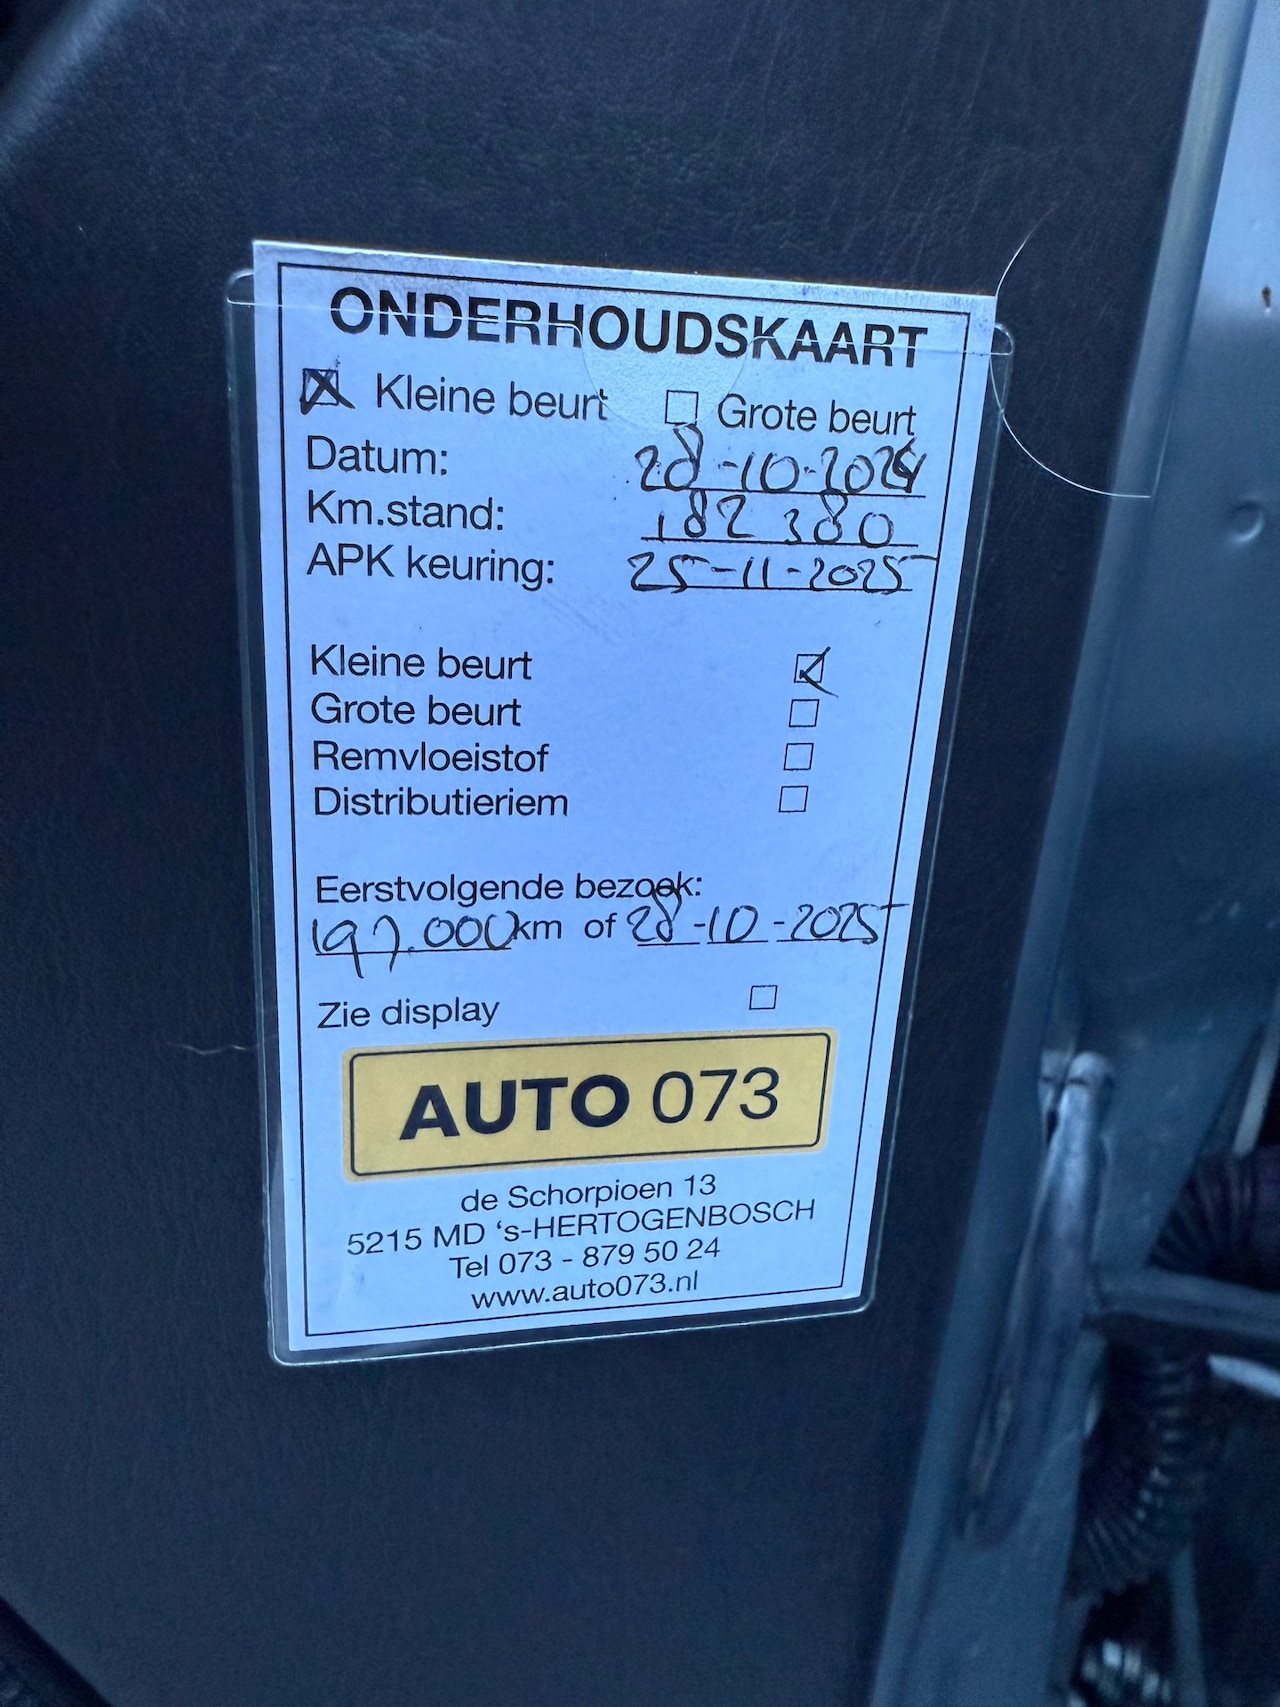 ONDERHOUDSKAART
Kleine beurt Grote beurt
Datum: 28-10-2024
Km.stand: 182 380
APK keuring: 25-11-2025
Kleine beurt
Grote beurt
Remvloeistof
Distributieriem
Eerstvolgende bezoek:
197.000 km of 28-10-2025
Zie display
AUTO 073
de Schorpioen 13
5215 MD 's-HERTOGENBOSCH
Tel 073 - 879 50 24
www.auto073.nl